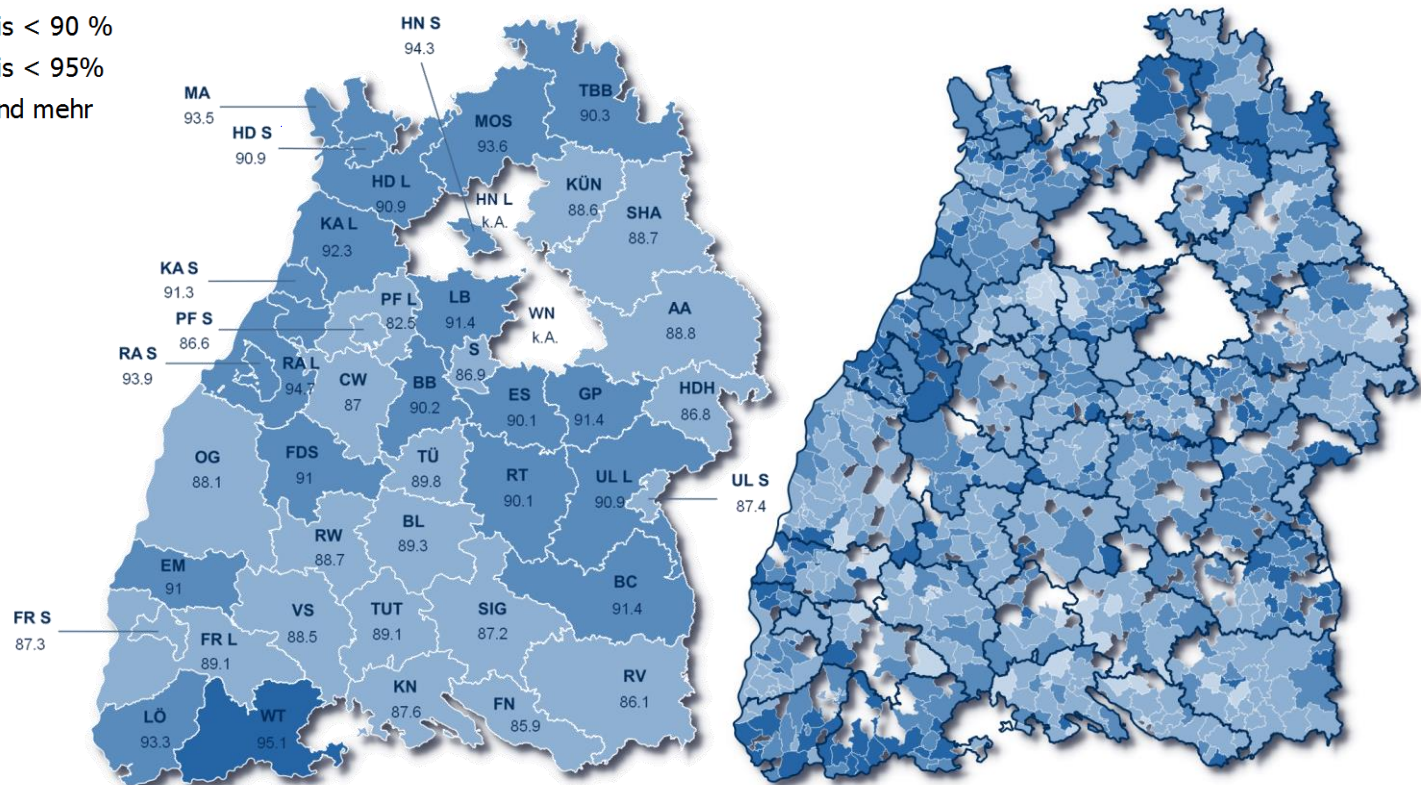 is < 90 %
is < 95%
nd mehr
HN S
94.3
MA
93.5
HD S
90.9
TBB
90.3
MOS
93.6
HD L
90.9
HN L
k.A.
KÜN
88.6
SHA
88.7
KA L
92.3
KA S
91.3
PF S
86.6
PF L
82.5
LB
91.4
WN
k.A.
AA
88.8
RA S
93.9
RA L
94.7
CW
87
BB
90.2
S
86.9
ES
90.1
GP
91.4
HDH
86.8
OG
88.1
FDS
91
TÜ
89.8
RT
90.1
UL L
90.9
UL S
87.4
RW
88.7
BL
89.3
EM
91
BC
91.4
FR S
87.3
FR L
89.1
VS
88.5
TUT
89.1
SIG
87.2
RV
86.1
KN
87.6
FN
85.9
LÖ
93.3
WT
95.1